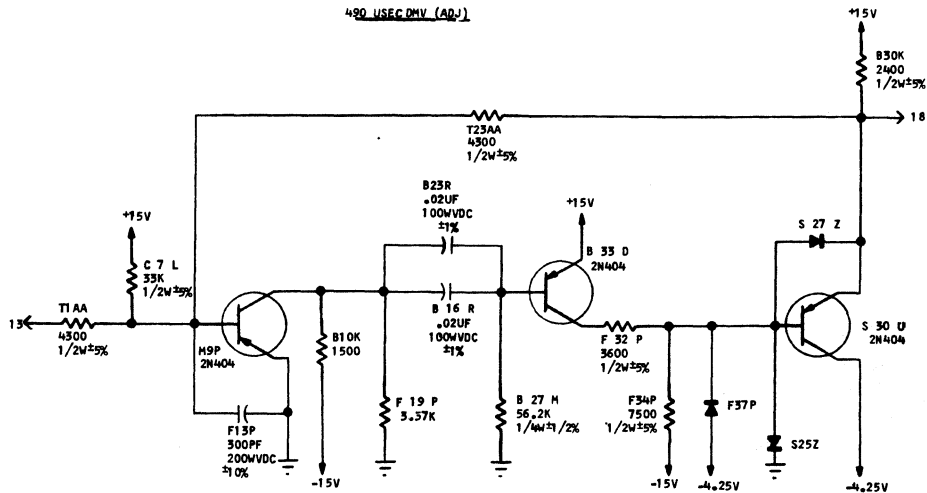 490 USEC DMV (ADJ)
+15V
B30K
2400
1/2W±5%
18
T23AA
4300
1/2W±5%
B23R
.02UF
100WVDC
±1%
+15V
+15V
S 27 Z
B 33 D
2N404
C 7 L
33K
1/2W±5%
13
T1AA
4300
1/2W±5%
M9P
2N404
B10K
1500
B 16 R
.02UF
100WVDC
±1%
F 32 P
3600
1/2W±5%
S 30 U
2N404
F13P
300PF
200WVDC
±10%
F 19 P
3.37K
B 27 M
56.2K
1/4W±1/2%
F34P
7500
1/2W±5%
F37P
S25Z
-15V
-15V
-4.25V
-4.25V